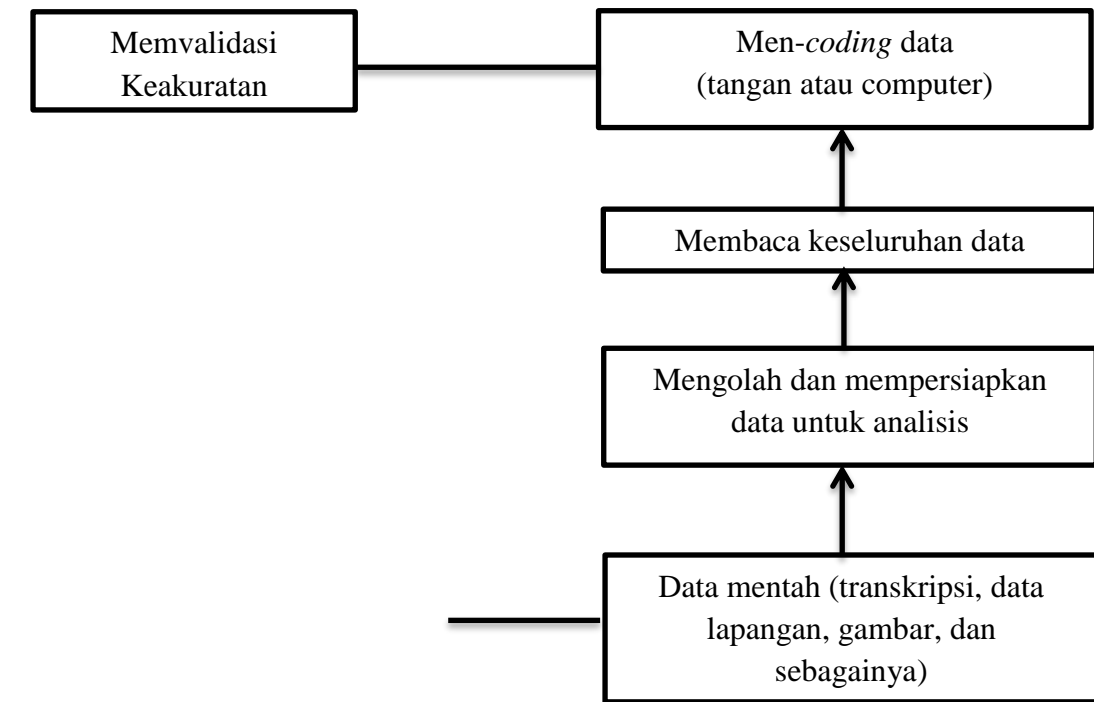 Memvalidasi
Keakuratan
Men-coding data
(tangan atau computer)
Membaca keseluruhan data
Mengolah dan mempersiapkan
data untuk analisis
Data mentah (transkripsi, data
lapangan, gambar, dan
sebagainya)